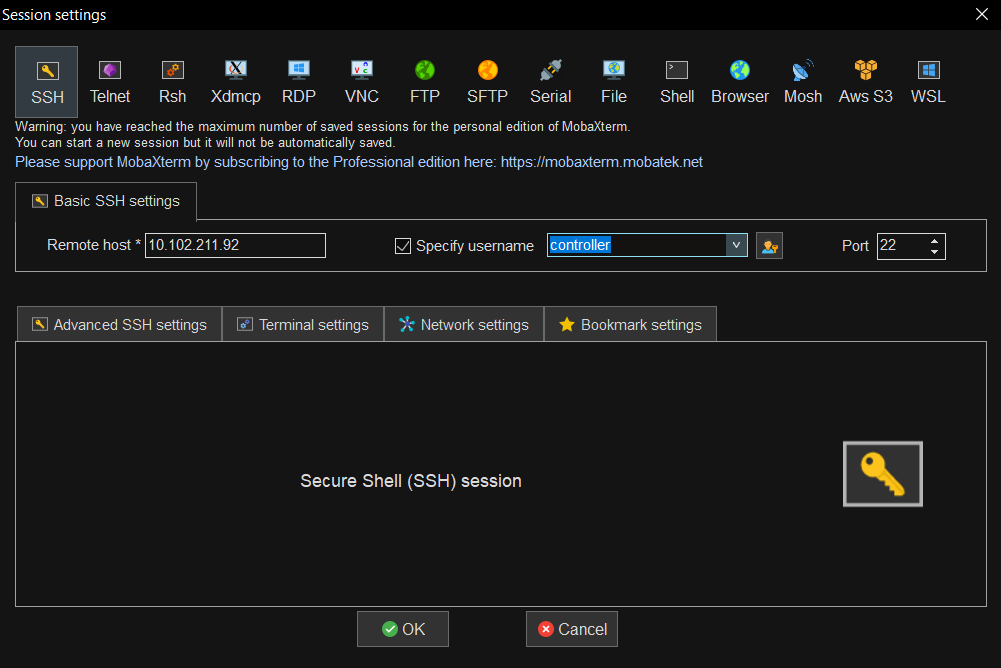 Session settings
SSH Telnet Rsh Xdmcp RDP VNC FTP SFTP Serial File Shell Browser Mosh Aws S3 WSL
Warning: you have reached the maximum number of saved sessions for the personal edition of MobaXterm.
You can start a new session but it will not be automatically saved.
Please support MobaXterm by subscribing to the Professional edition here: https://mobaxterm.mobatek.net
Basic SSH settings
Remote host * 10.102.211.92 Specify username controller Port 22
Advanced SSH settings Terminal settings Network settings Bookmark settings
Secure Shell (SSH) session
OK Cancel